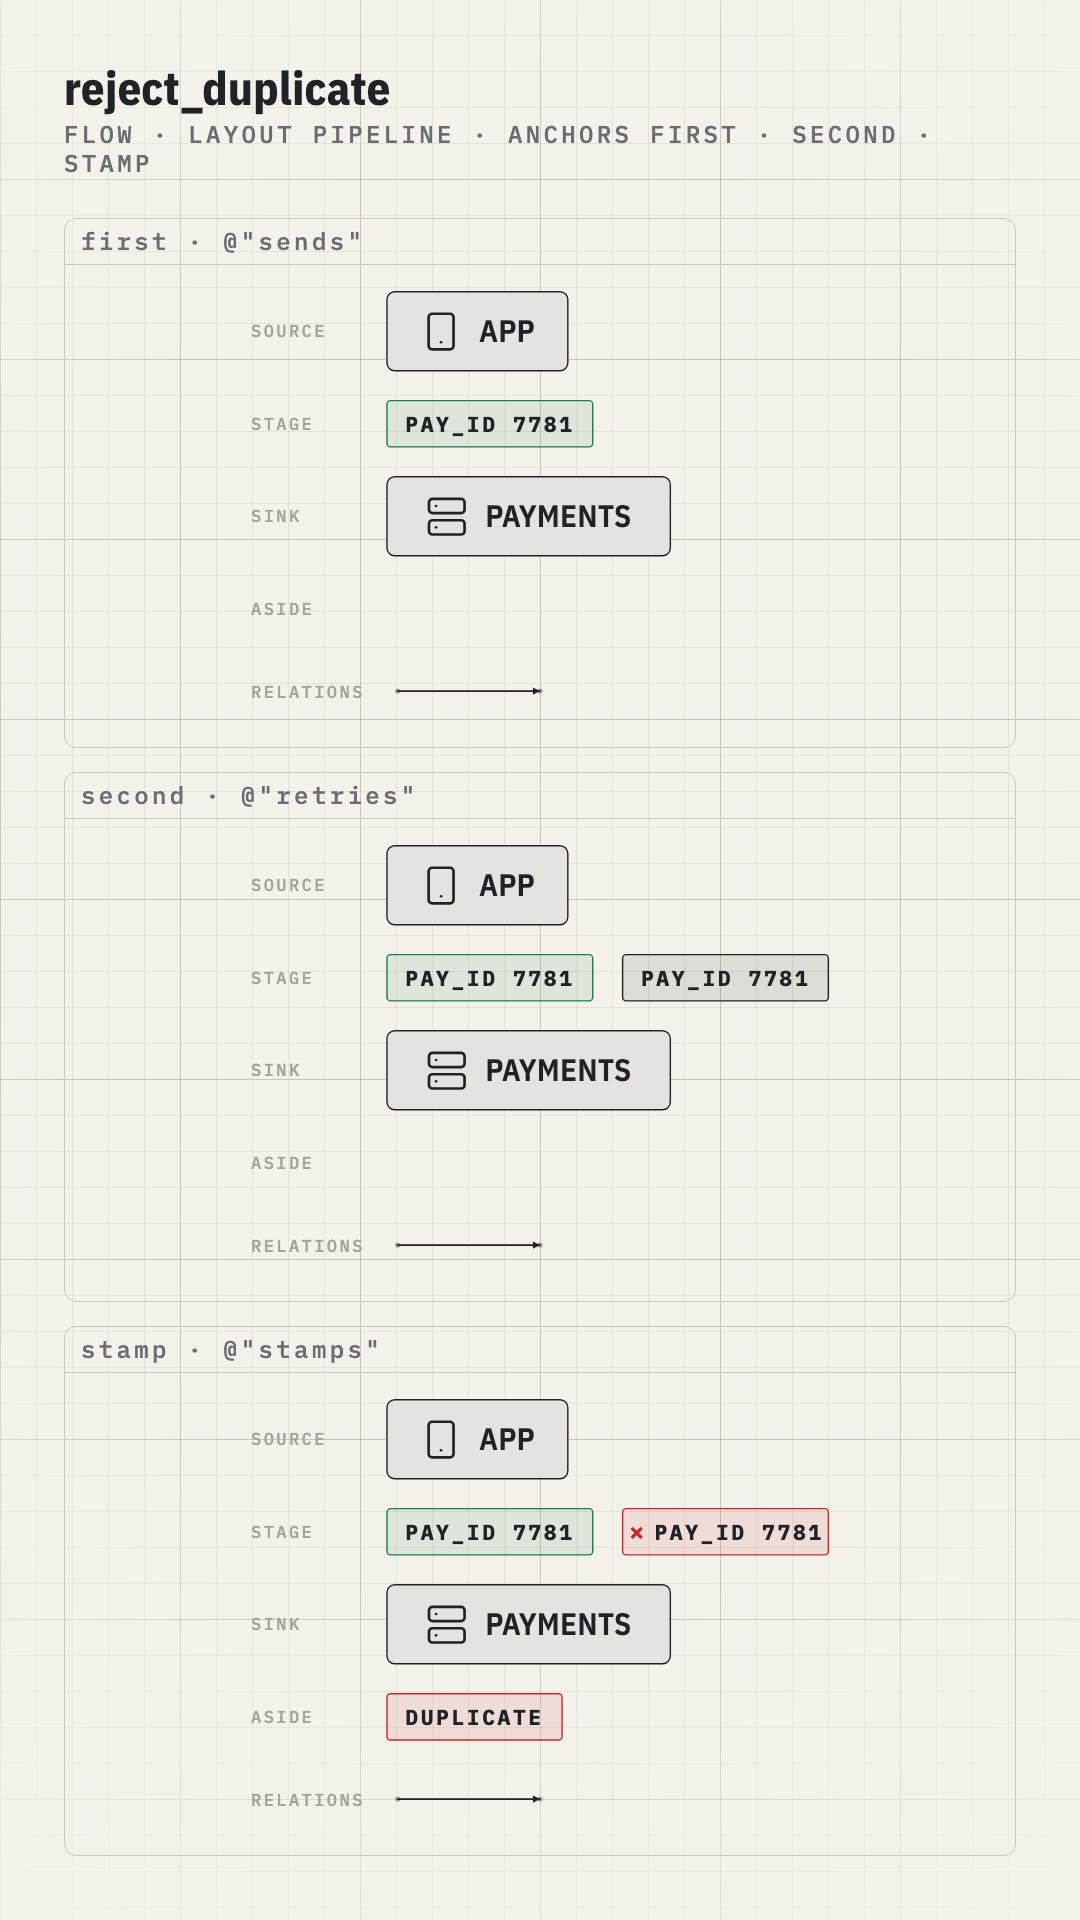 reject_duplicate
FLOW · LAYOUT PIPELINE · ANCHORS FIRST · SECOND ·
STAMP
first · @"sends"
SOURCE APP
STAGE PAY_ID 7781
SINK PAYMENTS
ASIDE
RELATIONS
second · @"retries"
SOURCE APP
STAGE PAY_ID 7781 PAY_ID 7781
SINK PAYMENTS
ASIDE
RELATIONS
stamp · @"stamps"
SOURCE APP
STAGE PAY_ID 7781 × PAY_ID 7781
SINK PAYMENTS
ASIDE DUPLICATE
RELATIONS